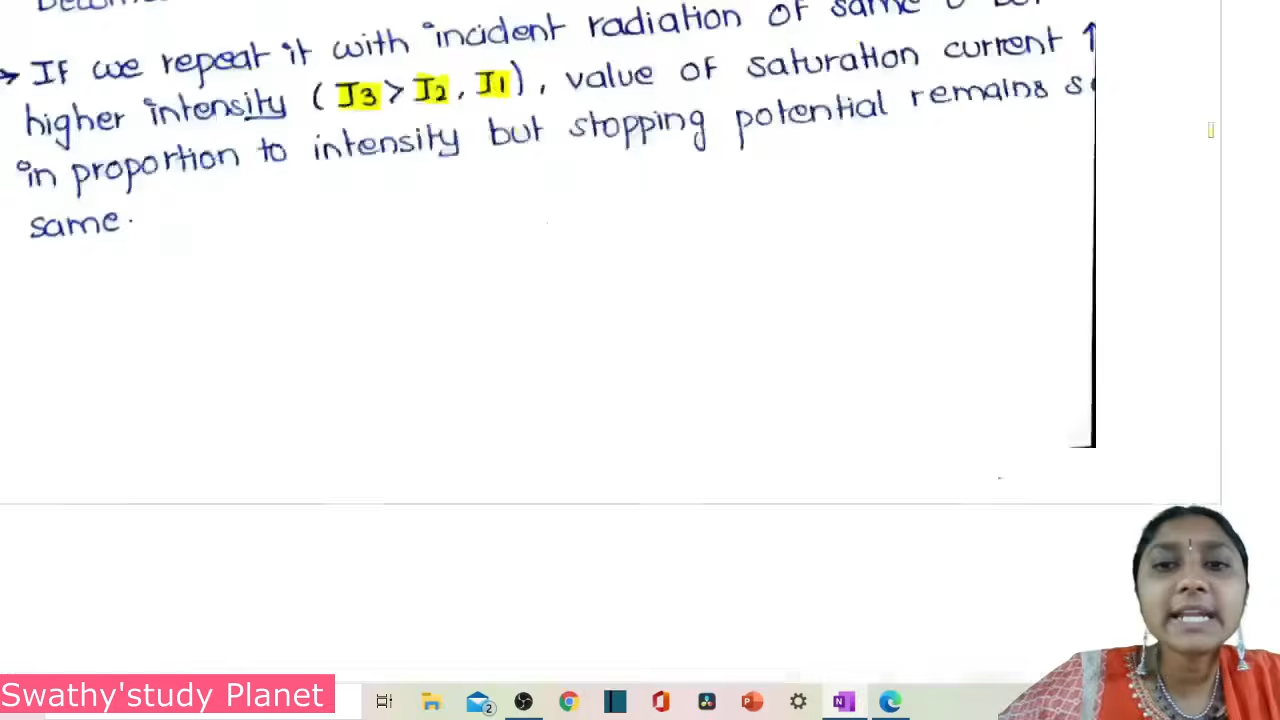 → If we repeat it with incident radiation of same
higher intensity (I3 > I2, I1), value of saturation current ↑
in proportion to intensity but stopping potential remains
same.
Swathy'study Planet
2
N